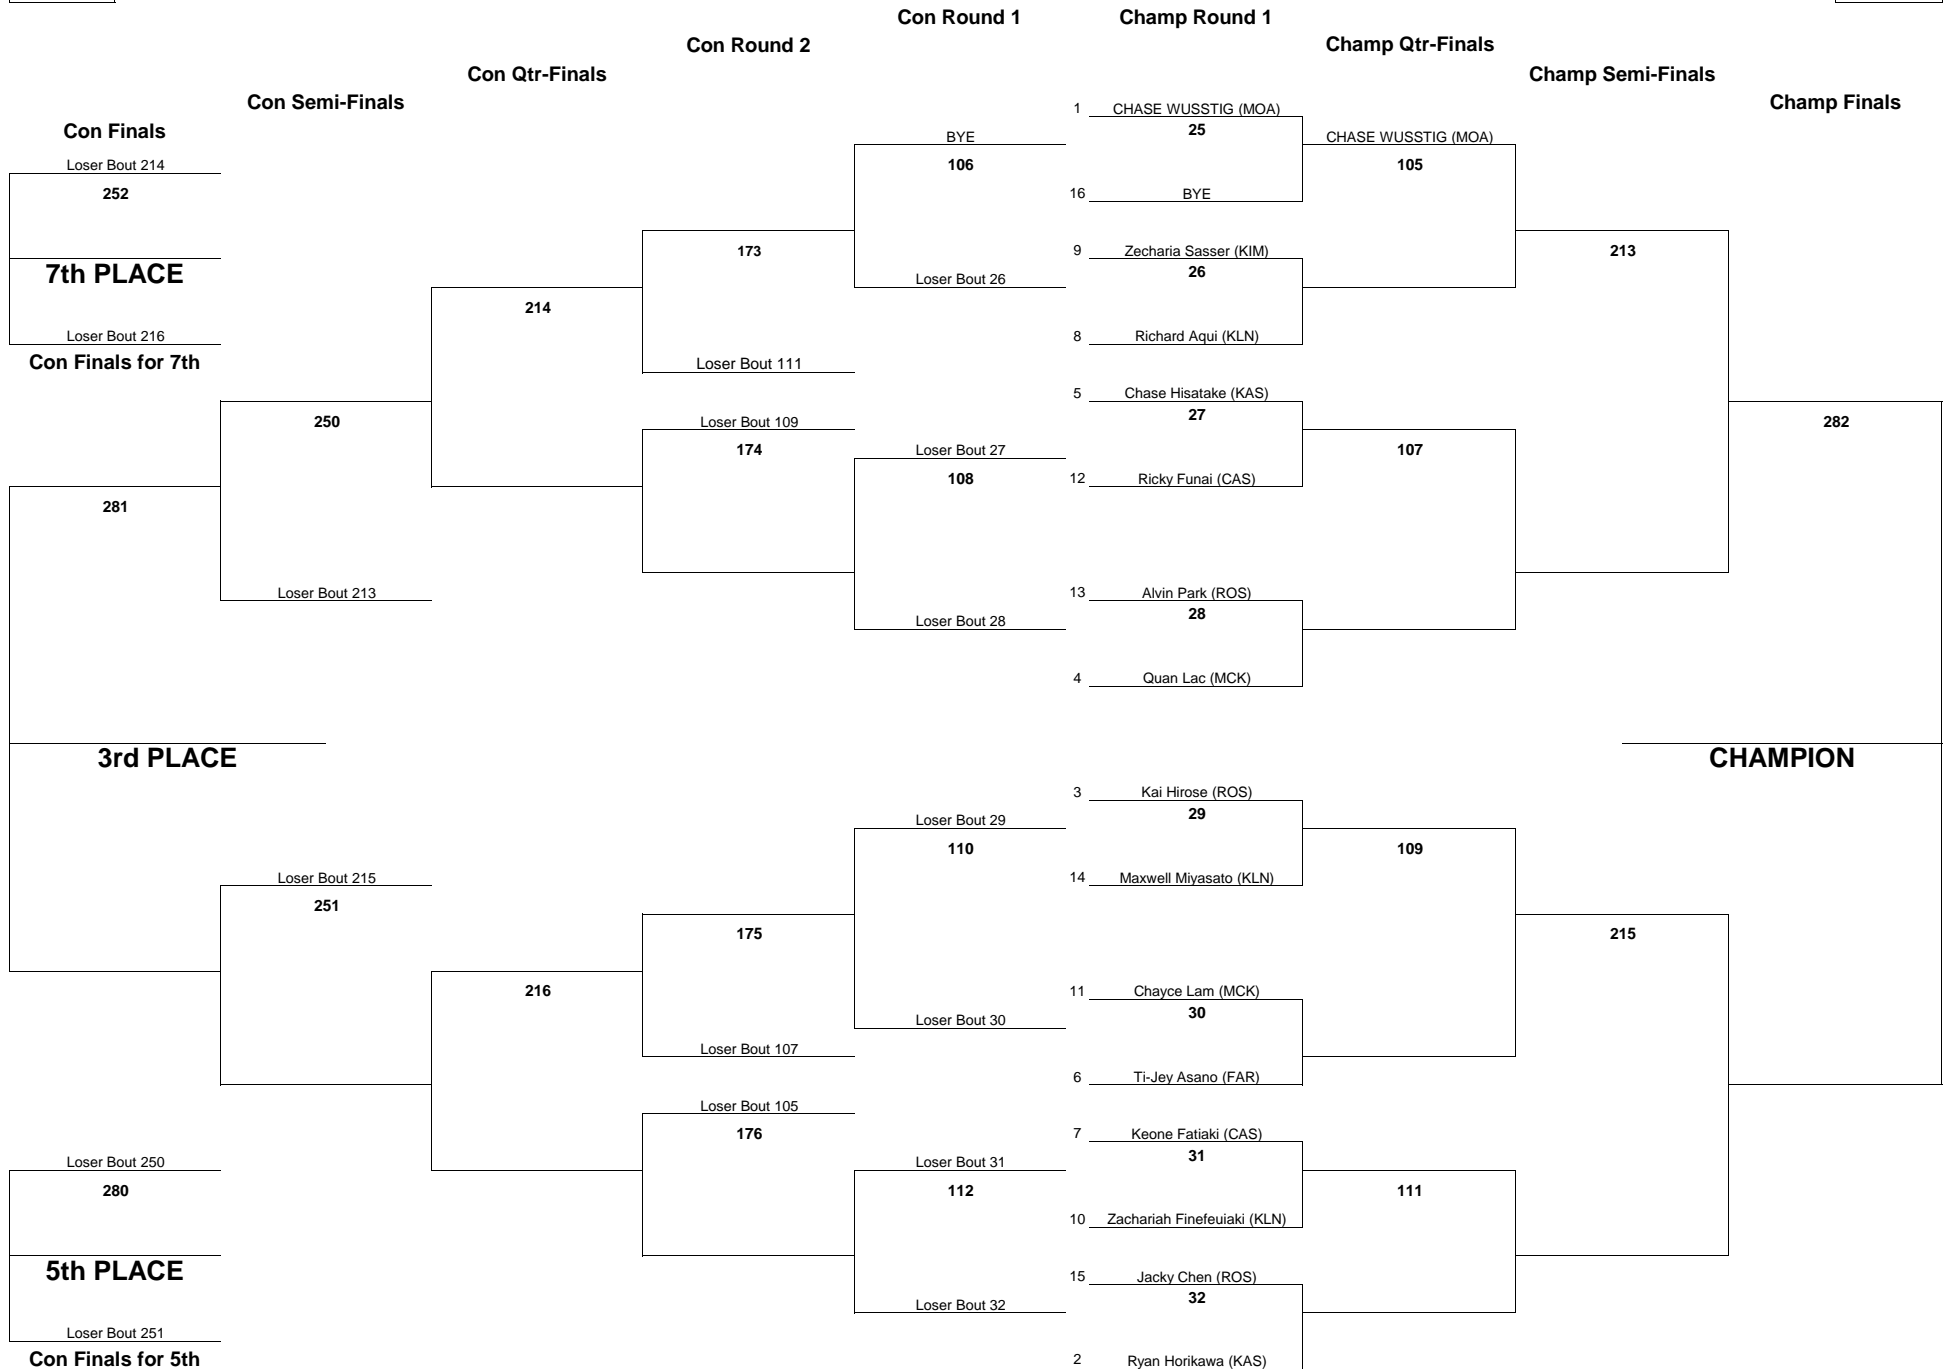 Con Round 1 Champ Round 1
Con Round 2 Champ Qtr-Finals
Con Qtr-Finals Champ Semi-Finals
Con Semi-Finals Champ Finals
1 CHASE WUSSTIG (MOA)
Con Finals 25
BYE CHASE WUSSTIG (MOA)
Loser Bout 214 106 105
252 16 BYE
173 9 Zecharia Sasser (KIM) 213
7th PLACE 26
Loser Bout 26
214
Loser Bout 216 8 Richard Aqui (KLN)
Con Finals for 7th Loser Bout 111
5 Chase Hisatake (KAS)
250 Loser Bout 109 27 282
174 Loser Bout 27 107
108 12 Ricky Funai (CAS)
281
Loser Bout 213 13 Alvin Park (ROS)
Loser Bout 28 28
4 Quan Lac (MCK)
3rd PLACE CHAMPION
3 Kai Hirose (ROS)
Loser Bout 29 29
110 109
Loser Bout 215 14 Maxwell Miyasato (KLN)
251
175 215
216 11 Chayce Lam (MCK)
Loser Bout 30 30
Loser Bout 107
6 Ti-Jey Asano (FAR)
Loser Bout 105
176 7 Keone Fatiaki (CAS)
Loser Bout 250 Loser Bout 31 31
280 112 111
10 Zachariah Finefeuiaki (KLN)
5th PLACE 15 Jacky Chen (ROS)
Loser Bout 32 32
Loser Bout 251
Con Finals for 5th 2 Ryan Horikawa (KAS)